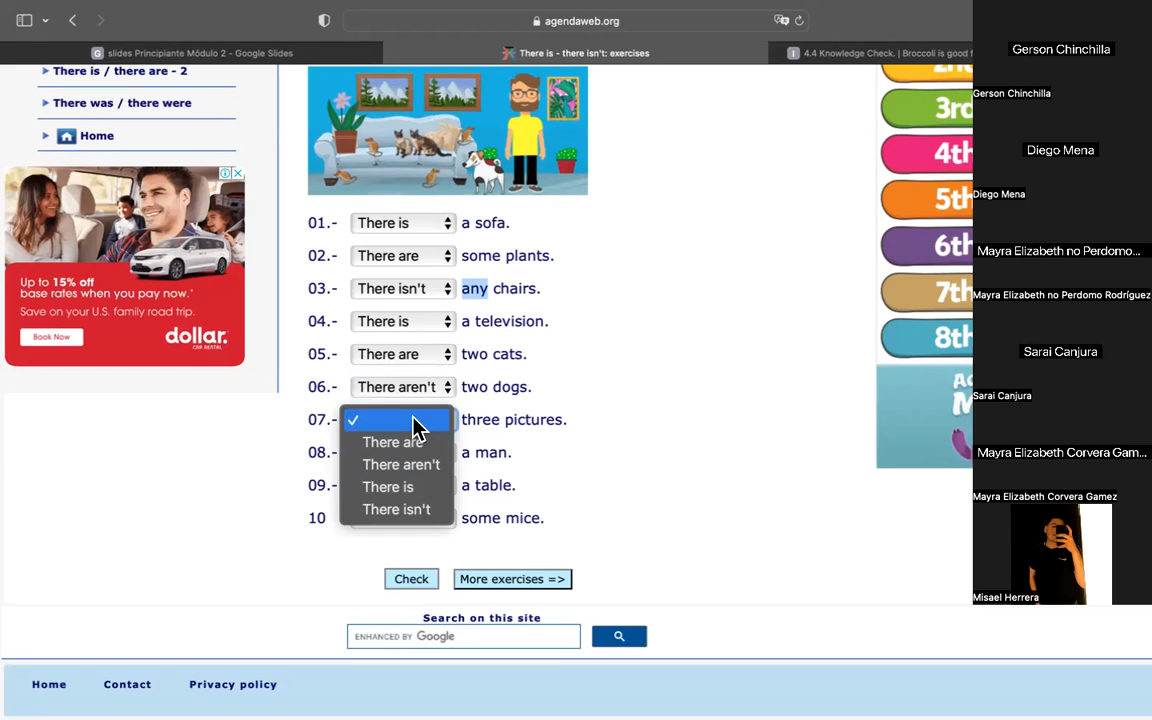 agendaweb.org
slides Principiante Módulo 2 - Google Slides
There is - there isn't: exercises
4.4 Knowledge Check. | Broccoli is good f
There is / there are - 2
There was / there were
Home
Up to 15% off
base rates when you pay now.*
Save on your U.S. family road trip.
Book Now
dollar.
CAR RENTAL
01.- There is a sofa.
02.- There are some plants.
03.- There isn't any chairs.
04.- There is a television.
05.- There are two cats.
06.- There aren't two dogs.
07.- three pictures.
There are
08.- a man.
There aren't
There is
09.- a table.
There isn't
10 some mice.
Check
More exercises =>
Search on this site
ENHANCED BY Google
Home
Contact
Privacy policy
3rd
4th
5th
6th
7th
8th
Gerson Chinchilla
Gerson Chinchilla
Diego Mena
Diego Mena
Mayra Elizabeth no Perdomo...
Mayra Elizabeth no Perdomo Rodríguez
Sarai Canjura
Sarai Canjura
Mayra Elizabeth Corvera Gam...
Mayra Elizabeth Corvera Gamez
Misael Herrera